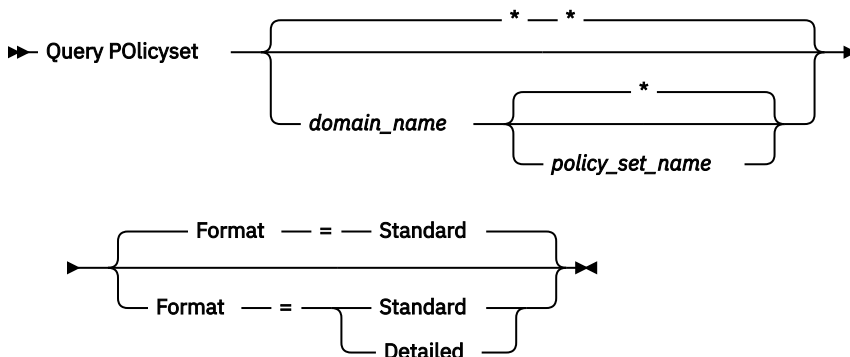 * *
Query POlicyset
*
domain_name
policy_set_name
Format = Standard
Format = Standard
Detailed